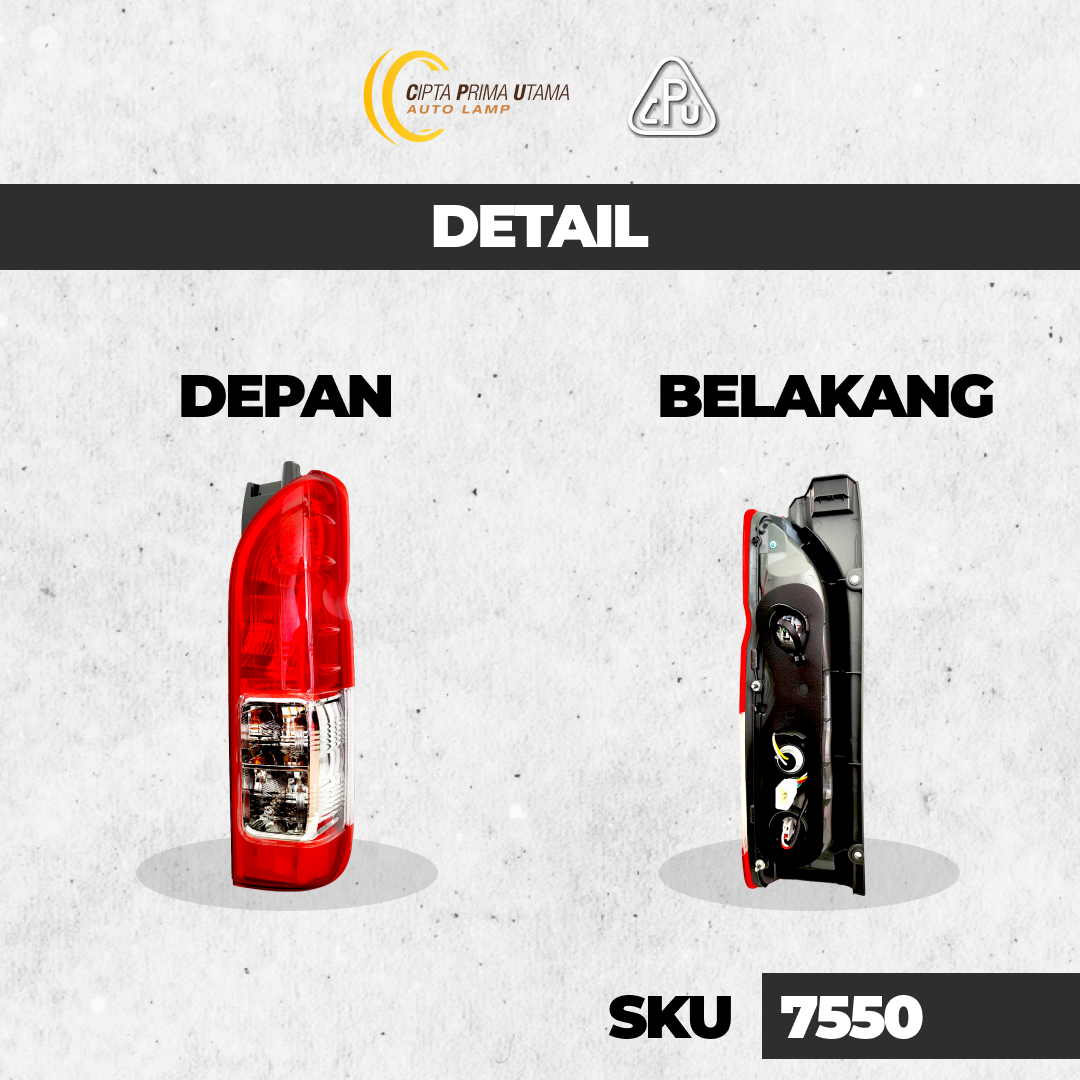 CIPTA PRIMA UTAMA
AUTO LAMP
CPU
DETAIL
DEPAN
BELAKANG
SKU
7550